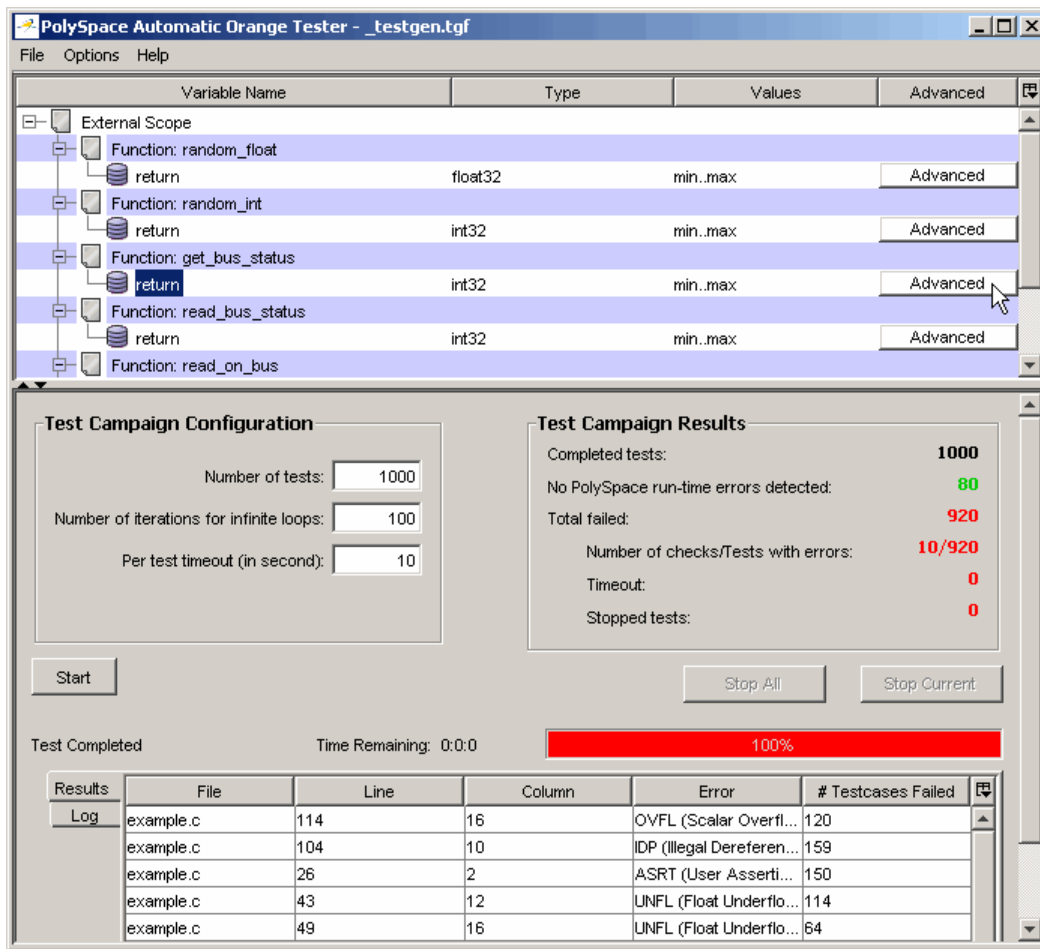 PolySpace Automatic Orange Tester - _testgen.tgf
File Options Help
Variable Name Type Values Advanced
External Scope
Function: random_float
return float32 min..max Advanced
Function: random_int
return int32 min..max Advanced
Function: get_bus_status
return int32 min..max Advanced
Function: read_bus_status
return int32 min..max Advanced
Function: read_on_bus
Test Campaign Configuration
Number of tests: 1000
Number of iterations for infinite loops: 100
Per test timeout (in second): 10
Test Campaign Results
Completed tests: 1000
No PolySpace run-time errors detected: 80
Total failed: 920
Number of checks/Tests with errors: 10/920
Timeout: 0
Stopped tests: 0
Start Stop All Stop Current
Test Completed Time Remaining: 0:0:0 100%
Results
Log
File Line Column Error # Testcases Failed
example.c 114 16 OVFL (Scalar Overfl... 120
example.c 104 10 IDP (Illegal Dereferen... 159
example.c 26 2 ASRT (User Asserti... 150
example.c 43 12 UNFL (Float Underflo... 114
example.c 49 16 UNFL (Float Underflo... 64